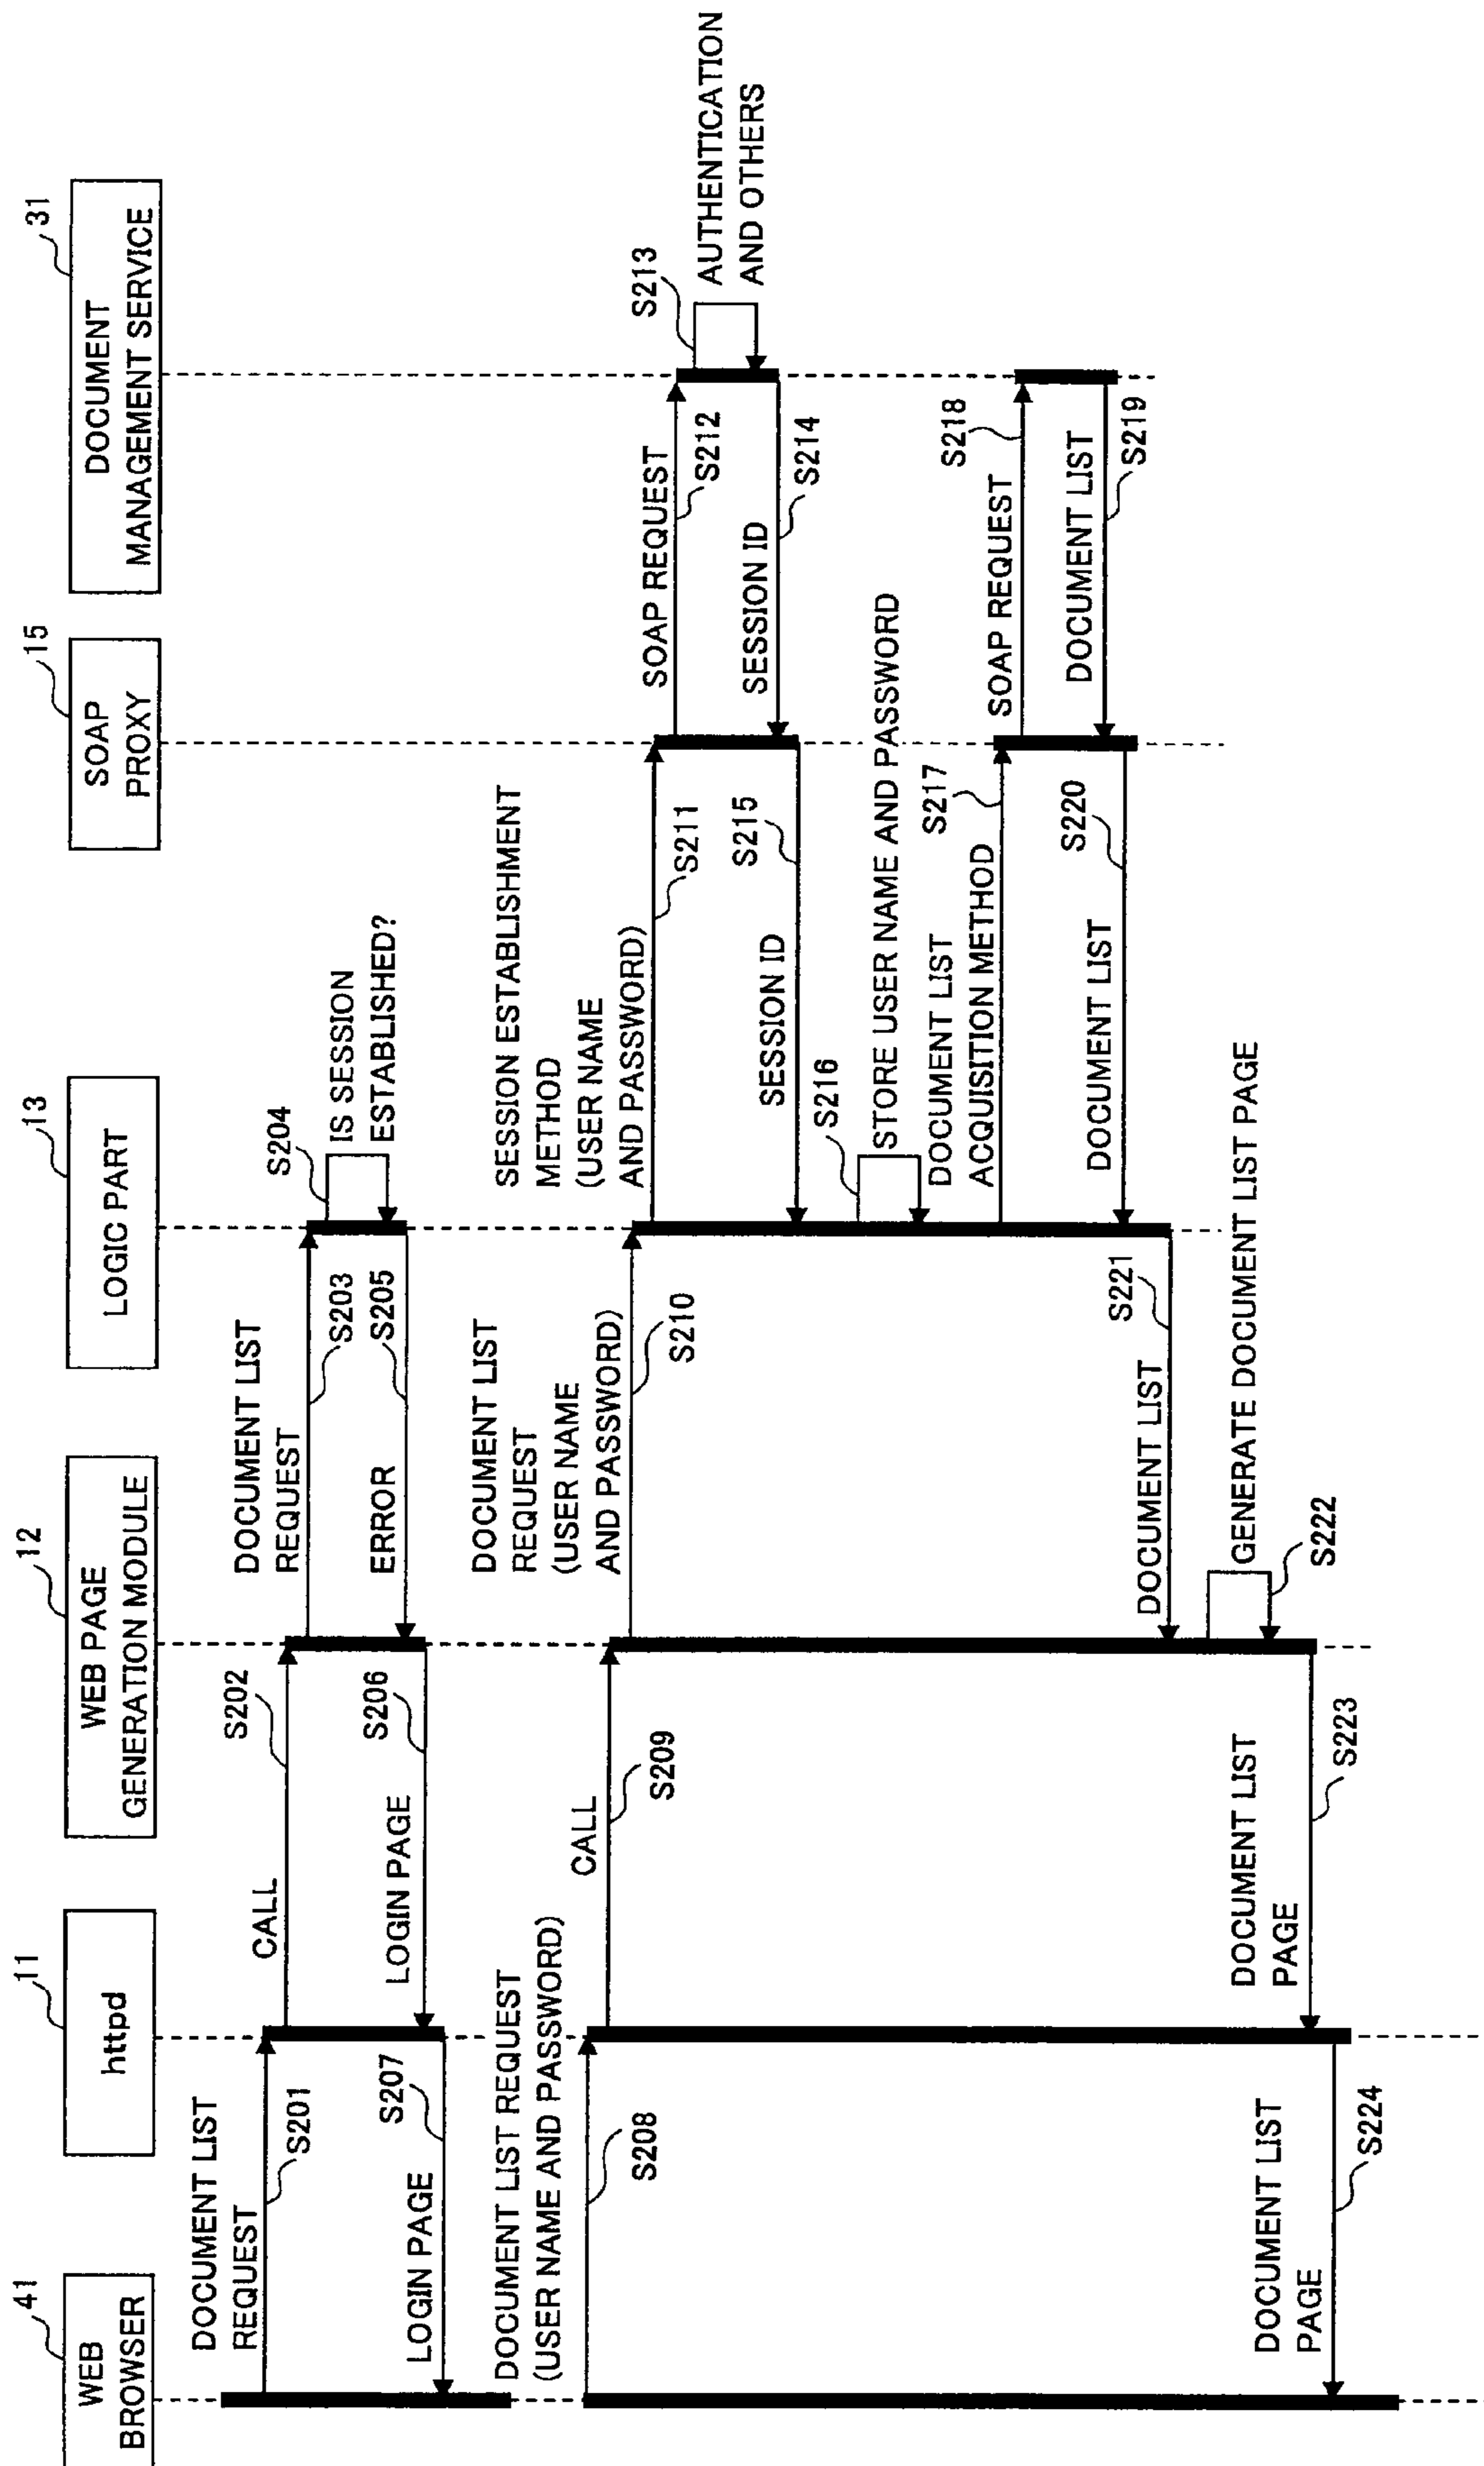 41
WEB
BROWSER
11
httpd
12
WEB PAGE
GENERATION MODULE
13
LOGIC PART
15
SOAP
PROXY
31
DOCUMENT
MANAGEMENT SERVICE
DOCUMENT LIST
REQUEST
S201
CALL
S202
DOCUMENT LIST
REQUEST
S203
S204
IS SESSION
ESTABLISHED?
S205
ERROR
S206
LOGIN PAGE
S207
LOGIN PAGE
DOCUMENT LIST REQUEST
(USER NAME AND PASSWORD)
S208
CALL
S209
DOCUMENT LIST
REQUEST
(USER NAME
AND PASSWORD)
S210
SESSION ESTABLISHMENT
METHOD
(USER NAME
AND PASSWORD)
S211
SOAP REQUEST
S212
S213
AUTHENTICATION
AND OTHERS
SESSION ID
S214
SESSION ID
S215
S216
STORE USER NAME AND PASSWORD
DOCUMENT LIST
ACQUISITION METHOD
S217
SOAP REQUEST
S218
DOCUMENT LIST
S219
DOCUMENT LIST
S220
DOCUMENT LIST
S221
GENERATE DOCUMENT LIST PAGE
S222
DOCUMENT LIST
PAGE
S223
DOCUMENT LIST
PAGE
S224